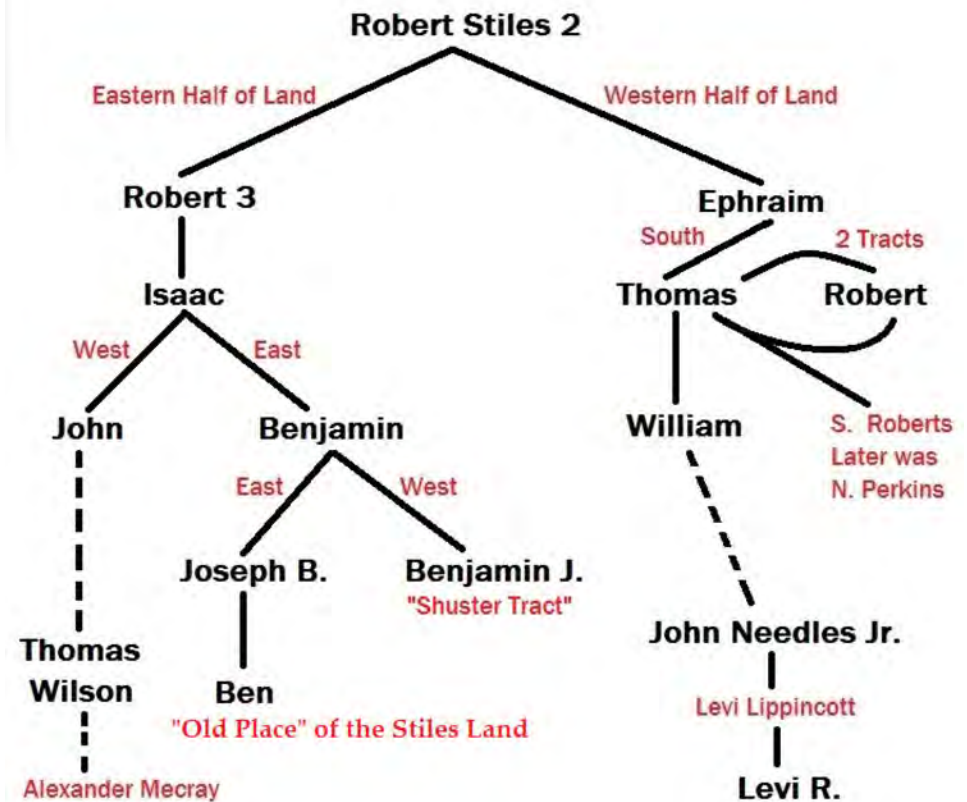 Robert Stiles 2
Eastern Half of Land
Western Half of Land
Robert 3
Ephraim
South
2 Tracts
Isaac
Thomas
Robert
West
East
John
Benjamin
William
S. Roberts
Later was
N. Perkins
East
West
Joseph B.
Benjamin J.
"Shuster Tract"
Thomas
Wilson
John Needles Jr.
Ben
Levi Lippincott
"Old Place" of the Stiles Land
Alexander Mecray
Levi R.